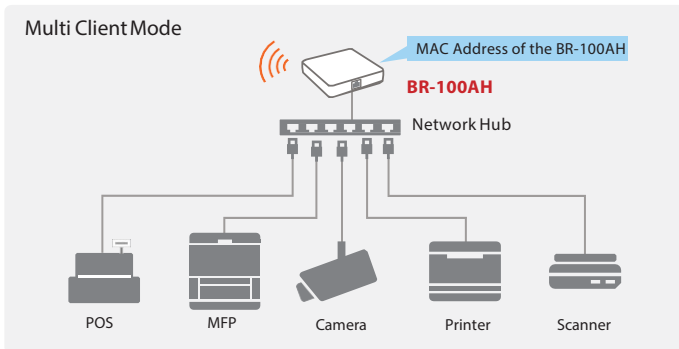 Multi Client Mode
MAC Address of the BR-100AH
BR-100AH
Network Hub
POS
MFP
Camera
Printer
Scanner